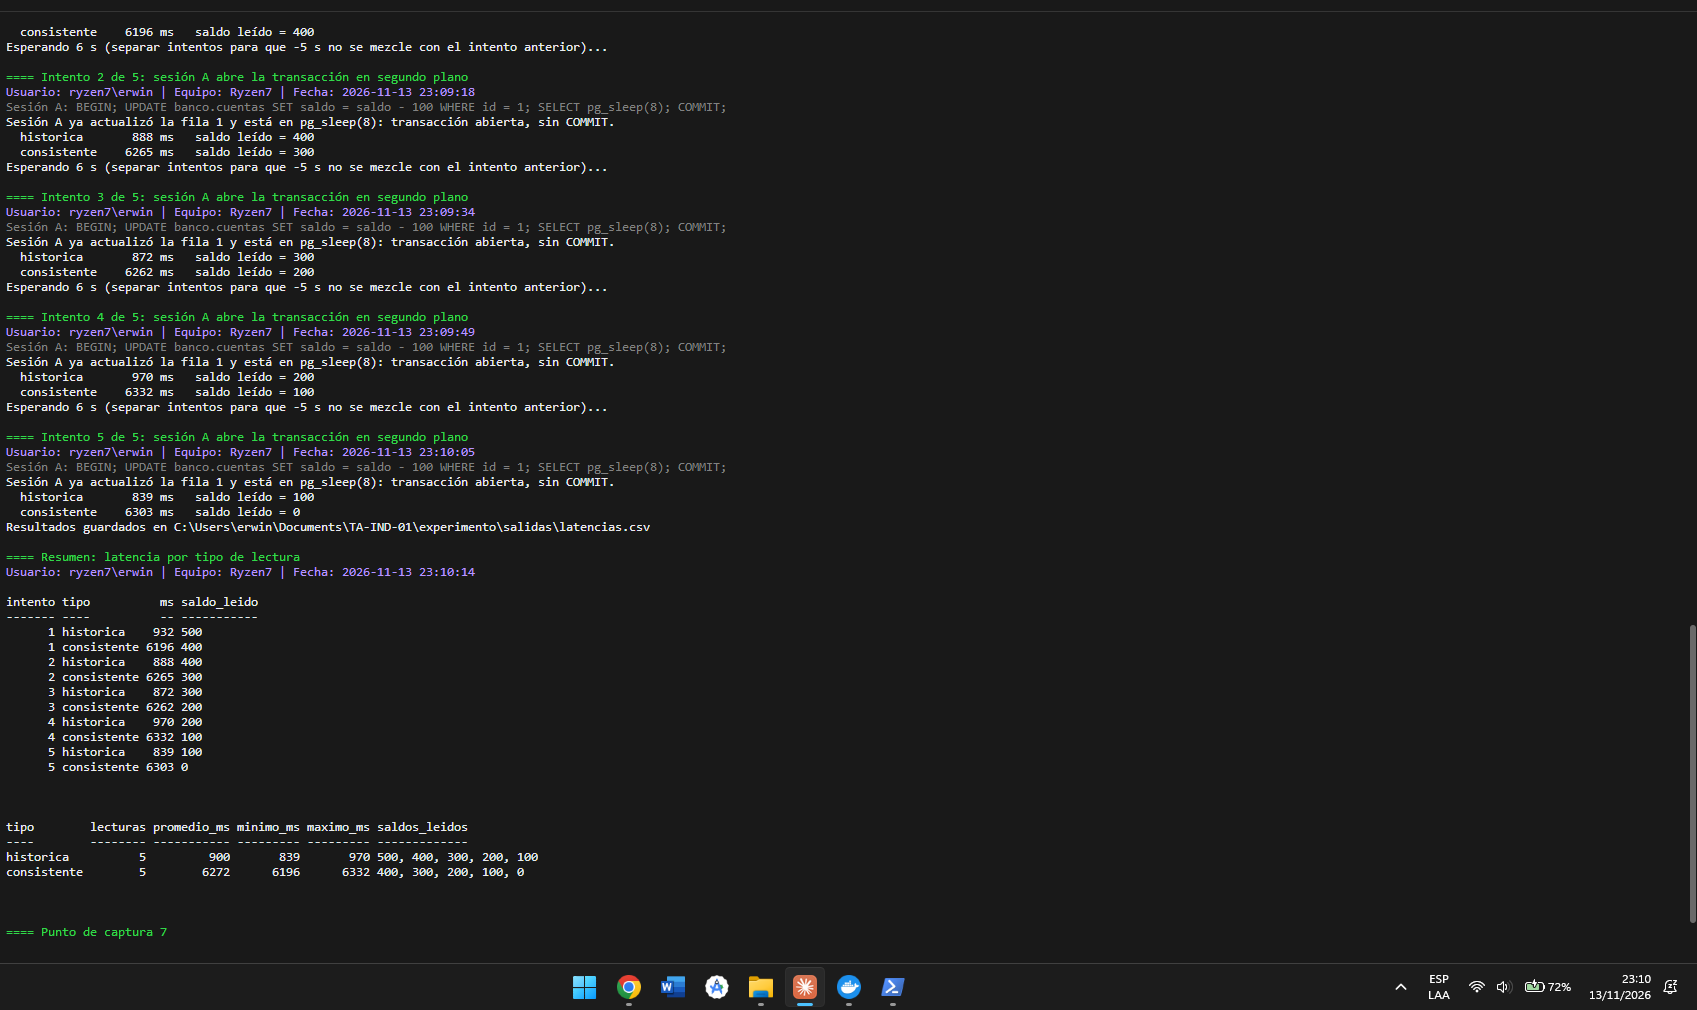 consistente    6196 ms   saldo leído = 400
Esperando 6 s (separar intentos para que -5 s no se mezcle con el intento anterior)...
==== Intento 2 de 5: sesión A abre la transacción en segundo plano
Usuario: ryzen7\erwin | Equipo: Ryzen7 | Fecha: 2026-11-13 23:09:18
Sesión A: BEGIN; UPDATE banco.cuentas SET saldo = saldo - 100 WHERE id = 1; SELECT pg_sleep(8); COMMIT;
Sesión A ya actualizó la fila 1 y está en pg_sleep(8): transacción abierta, sin COMMIT.
  historica       888 ms   saldo leído = 400
  consistente    6265 ms   saldo leído = 300
Esperando 6 s (separar intentos para que -5 s no se mezcle con el intento anterior)...
==== Intento 3 de 5: sesión A abre la transacción en segundo plano
Usuario: ryzen7\erwin | Equipo: Ryzen7 | Fecha: 2026-11-13 23:09:34
Sesión A: BEGIN; UPDATE banco.cuentas SET saldo = saldo - 100 WHERE id = 1; SELECT pg_sleep(8); COMMIT;
Sesión A ya actualizó la fila 1 y está en pg_sleep(8): transacción abierta, sin COMMIT.
  historica       872 ms   saldo leído = 300
  consistente    6262 ms   saldo leído = 200
Esperando 6 s (separar intentos para que -5 s no se mezcle con el intento anterior)...
==== Intento 4 de 5: sesión A abre la transacción en segundo plano
Usuario: ryzen7\erwin | Equipo: Ryzen7 | Fecha: 2026-11-13 23:09:49
Sesión A: BEGIN; UPDATE banco.cuentas SET saldo = saldo - 100 WHERE id = 1; SELECT pg_sleep(8); COMMIT;
Sesión A ya actualizó la fila 1 y está en pg_sleep(8): transacción abierta, sin COMMIT.
  historica       970 ms   saldo leído = 200
  consistente    6332 ms   saldo leído = 100
Esperando 6 s (separar intentos para que -5 s no se mezcle con el intento anterior)...
==== Intento 5 de 5: sesión A abre la transacción en segundo plano
Usuario: ryzen7\erwin | Equipo: Ryzen7 | Fecha: 2026-11-13 23:10:05
Sesión A: BEGIN; UPDATE banco.cuentas SET saldo = saldo - 100 WHERE id = 1; SELECT pg_sleep(8); COMMIT;
Sesión A ya actualizó la fila 1 y está en pg_sleep(8): transacción abierta, sin COMMIT.
  historica       839 ms   saldo leído = 100
  consistente    6303 ms   saldo leído = 0
Resultados guardados en C:\Users\erwin\Documents\TA-IND-01\experimento\salidas\latencias.csv
==== Resumen: latencia por tipo de lectura
Usuario: ryzen7\erwin | Equipo: Ryzen7 | Fecha: 2026-11-13 23:10:14
intento tipo          ms saldo_leido
------- ----          -- -----------
      1 historica    932 500
      1 consistente 6196 400
      2 historica    888 400
      2 consistente 6265 300
      3 historica    872 300
      3 consistente 6262 200
      4 historica    970 200
      4 consistente 6332 100
      5 historica    839 100
      5 consistente 6303 0
tipo        lecturas promedio_ms minimo_ms maximo_ms saldos_leidos
----        -------- ----------- --------- --------- -------------
historica          5         900       839       970 500, 400, 300, 200, 100
consistente        5        6272      6196      6332 400, 300, 200, 100, 0
==== Punto de captura 7
ESP
LAA
72%
23:10
13/11/2026